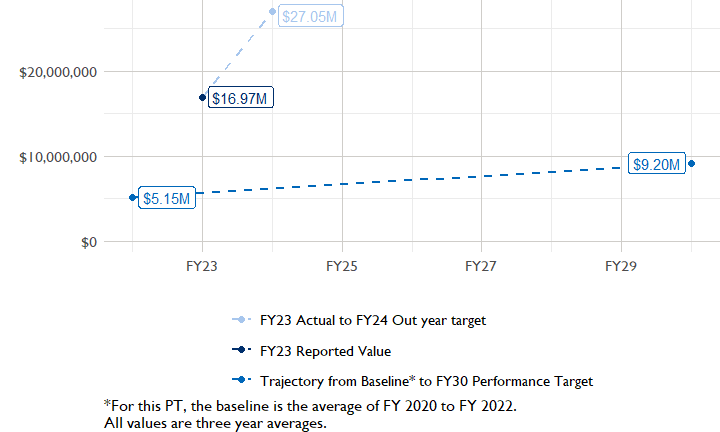 $27.05M
$20,000,000
$16.97M
$10,000,000
$9.20M
$5.15M
$0
FY23 FY25 FY27 FY29
FY23 Actual to FY24 Out year target
FY23 Reported Value
Trajectory from Baseline* to FY30 Performance Target
*For this PT, the baseline is the average of FY 2020 to FY 2022.
All values are three year averages.